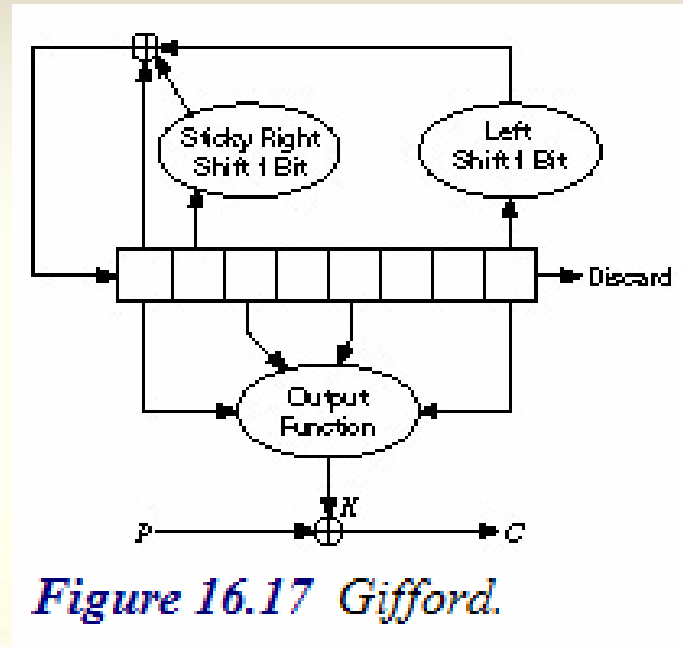 Sticky Right
Shift 1 Bit
Left
Shift 1 Bit
Discard
Output
Function
K
P
C
Figure 16.17 Gifford.